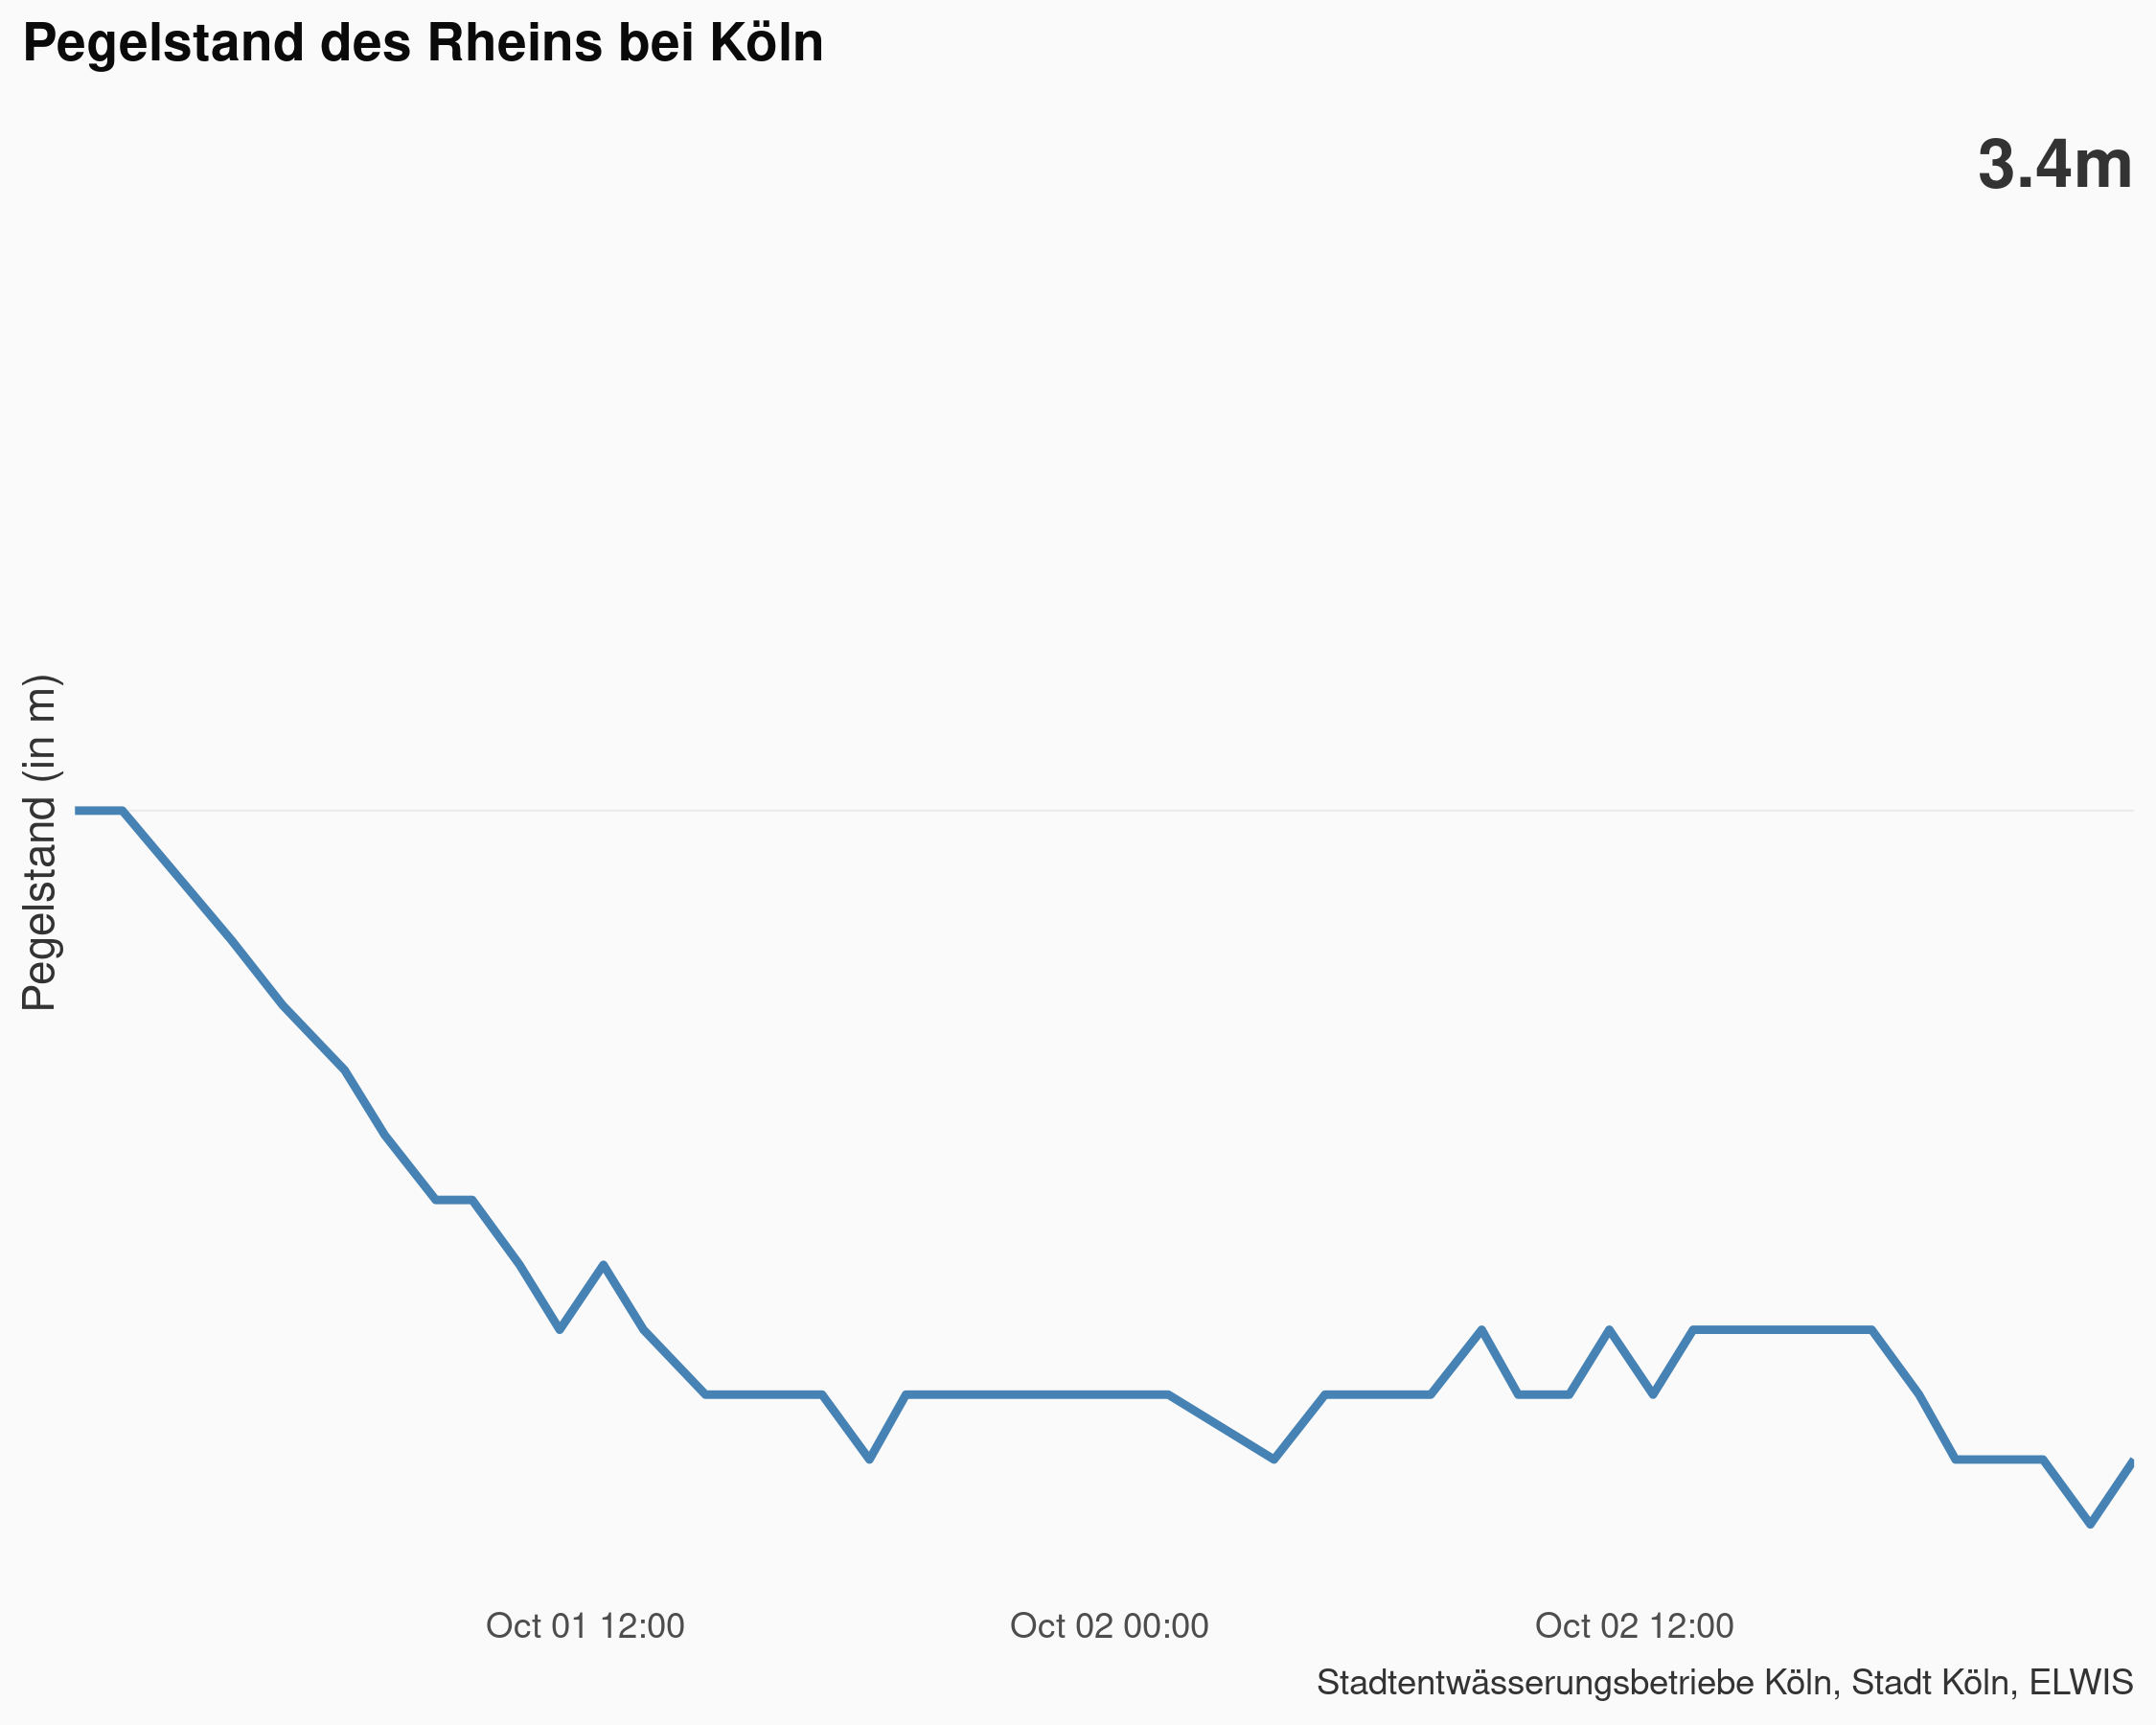 Pegelstand des Rheins bei Köln
3.4m
Pegelstand (in m)
Oct 01 12:00
Oct 02 00:00
Oct 02 12:00
Stadtentwässerungsbetriebe Köln, Stadt Köln, ELWIS